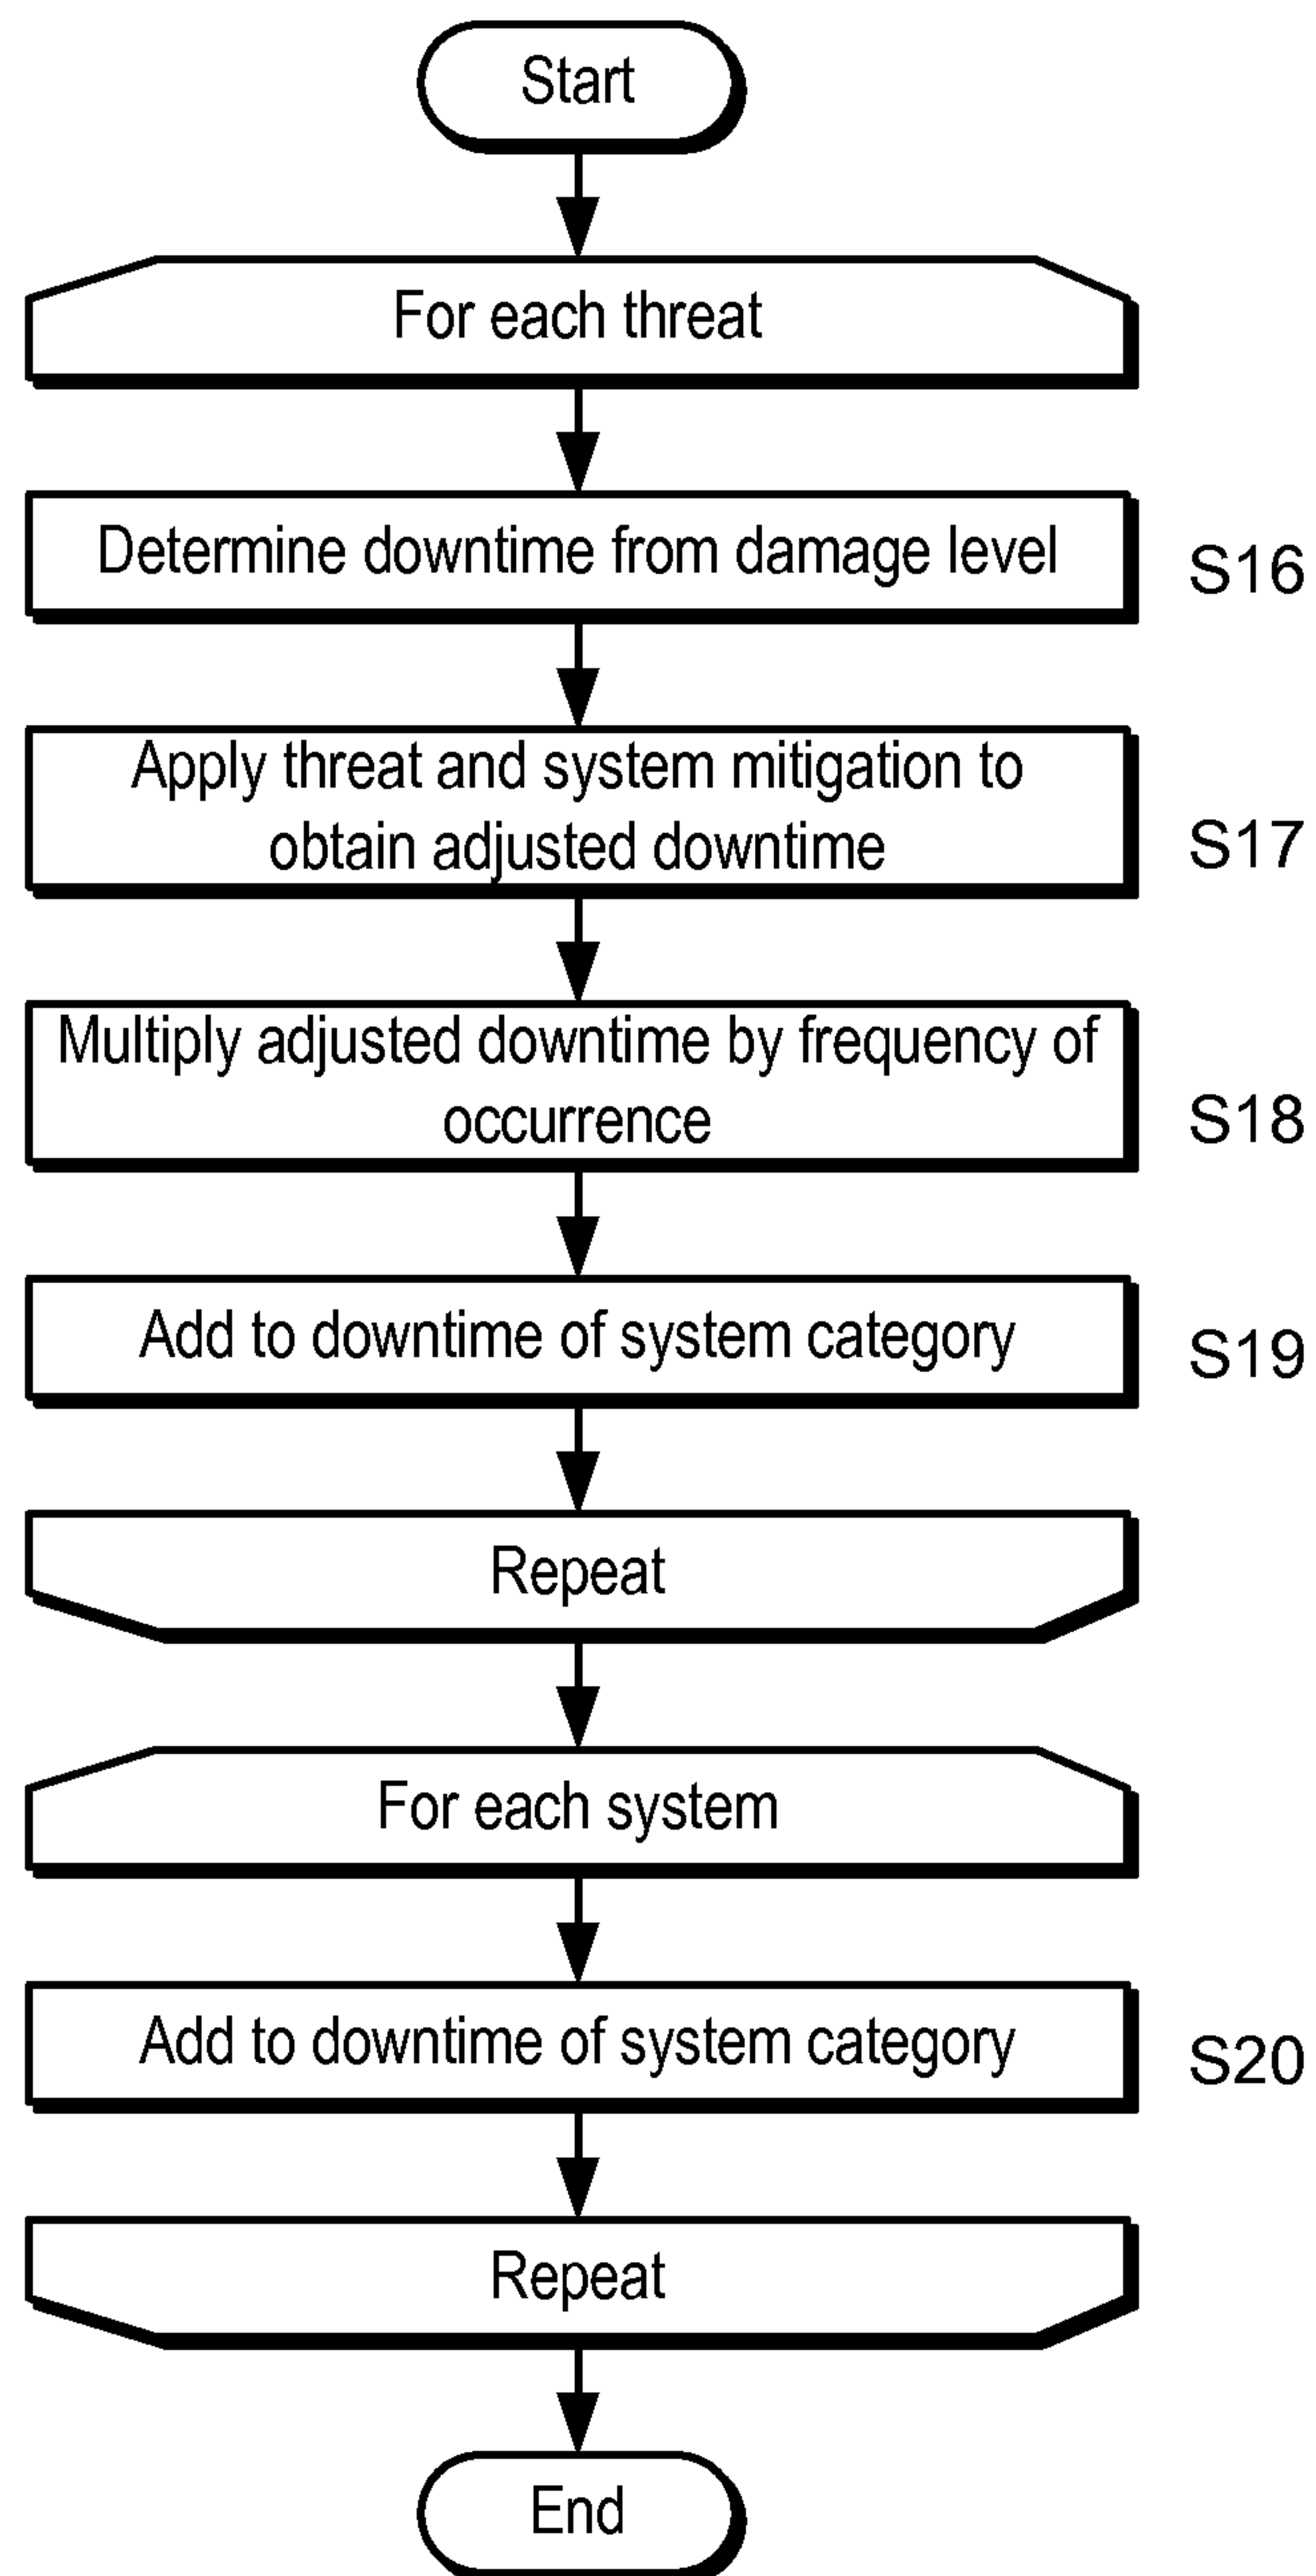 Start
For each threat
Determine downtime from damage level
S16
Apply threat and system mitigation to
obtain adjusted downtime
S17
Multiply adjusted downtime by frequency of
occurrence
S18
Add to downtime of system category
S19
Repeat
For each system
Add to downtime of system category
S20
Repeat
End